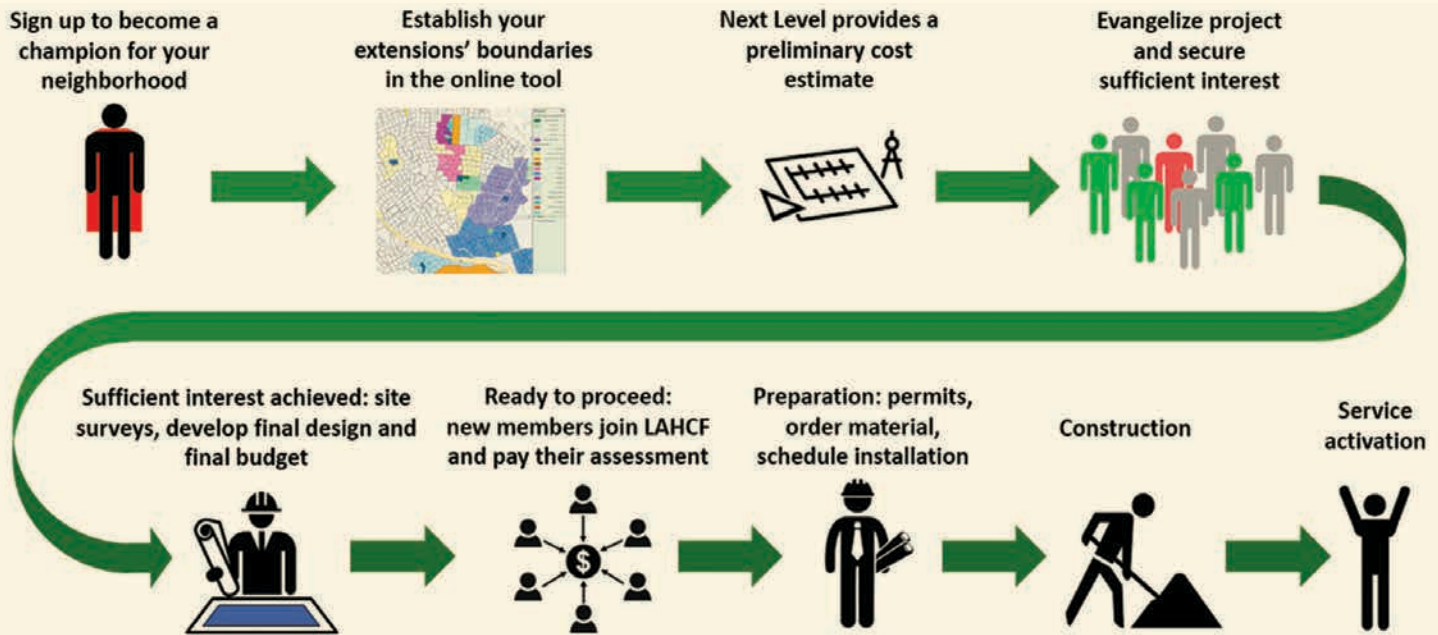 Sign up to become a
champion for your
neighborhood
Establish your
extensions’ boundaries
in the online tool
Next Level provides a
preliminary cost
estimate
Evangelize project
and secure
sufficient interest
Sufficient interest achieved: site
surveys, develop final design and
final budget
$
Ready to proceed:
new members join LAHCF
and pay their assessment
Preparation: permits,
order material,
schedule installation
Construction
Service
activation